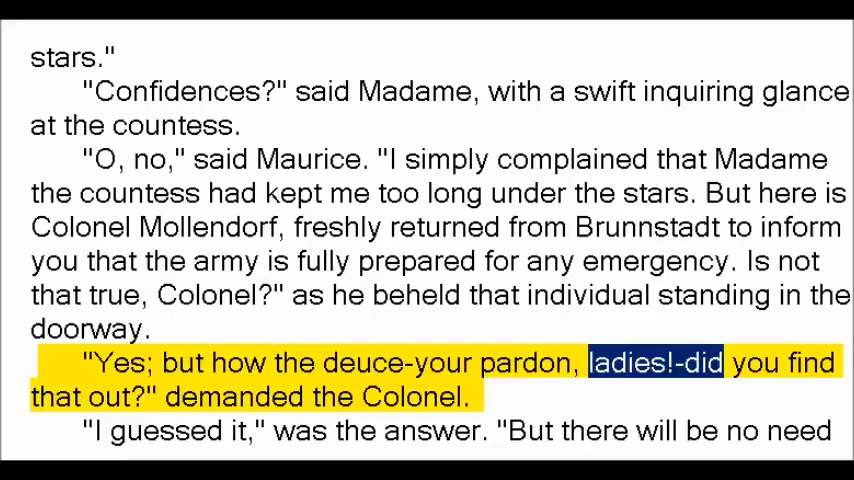 stars."
"Confidences?" said Madame, with a swift inquiring glance
at the countess.
"O, no," said Maurice. "I simply complained that Madame
the countess had kept me too long under the stars. But here is
Colonel Mollendorf, freshly returned from Brunnstadt to inform
you that the army is fully prepared for any emergency. Is not
that true, Colonel?" as he beheld that individual standing in the
doorway.
"Yes; but how the deuce-your pardon, ladies!-did you find
that out?" demanded the Colonel.
"I guessed it," was the answer. "But there will be no need